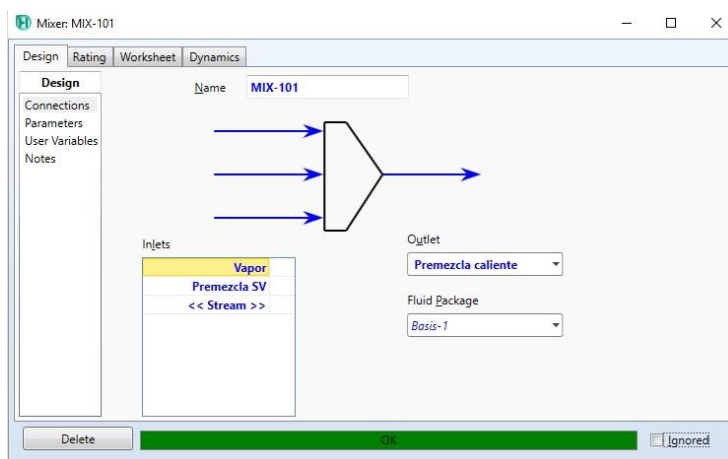 Mixer: MIX-101
Design Rating Worksheet Dynamics
Design
Connections
Parameters
User Variables
Notes
Name MIX-101
Inlets
Vapor
Premezcla SV
<< Stream >>
Outlet
Premezcla caliente
Fluid Package
Basis-1
Delete
OK
Ignored